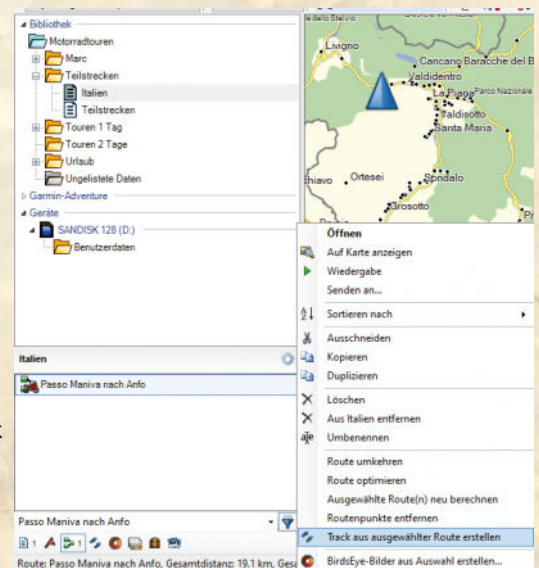 Bibliothek
Motorradtouren
Marc
Teilstrecken
Italien
Teilstrecken
Touren 1 Tag
Touren 2 Tage
Urlaub
Ungelistete Daten
Garmin-Adventure
Geräte
SANDISK 128 (D:)
Benutzerdaten
Livigno
Cancano
Baracche del B
Valdidentro
La Piana
Parco Nazionale
Valdisotto
Santa Maria
Ortesei
Sondalo
Grosotto
Öffnen
Auf Karte anzeigen
Wiedergabe
Senden an...
Sortieren nach
Ausschneiden
Kopieren
Duplizieren
Löschen
Aus Italien entfernen
Umbenennen
Route umkehren
Route optimieren
Ausgewählte Route(n) neu berechnen
Routenpunkte entfernen
Track aus ausgewählter Route erstellen
BirdsEye-Bilder aus Auswahl erstellen...
Italien
Passo Maniva nach Anfo
Passo Maniva nach Anfo
1 1
Route: Passo Maniva nach Anfo, Gesamtdistanz: 19.1 km, Gesa